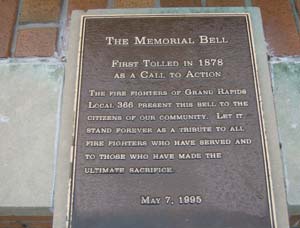 THE MEMORIAL BELL
FIRST TOLLED IN 1878
AS A CALL TO ACTION
THE FIRE FIGHTERS OF GRAND RAPIDS
LOCAL 366 PRESENT THIS BELL TO THE
CITIZENS OF OUR COMMUNITY. LET IT
STAND FOREVER AS A TRIBUTE TO ALL
FIRE FIGHTERS WHO HAVE SERVED AND
TO THOSE WHO HAVE MADE THE
ULTIMATE SACRIFICE.
MAY 7, 1995